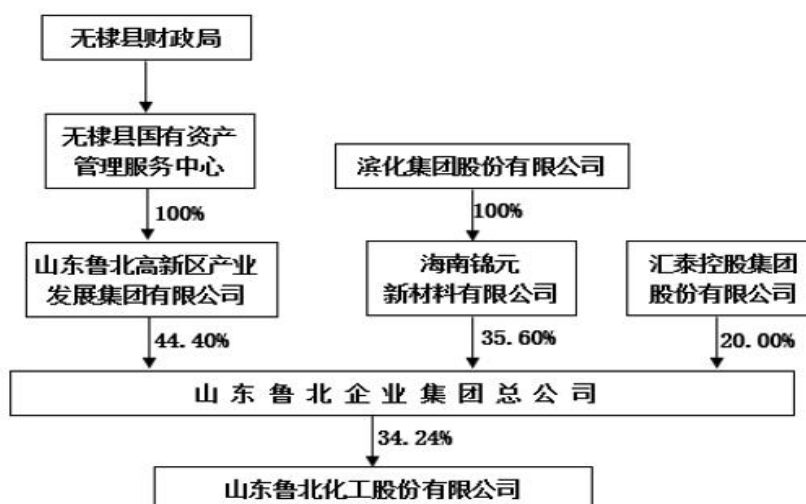 无棣县财政局
无棣县国有资产
管理服务中心
滨化集团股份有限公司
100%
100%
山东鲁北高新区产业
发展集团有限公司
海南锦元
新材料有限公司
汇泰控股集团
股份有限公司
44.40%
35.60%
20.00%
山东鲁北企业集团总公司
34.24%
山东鲁北化工股份有限公司